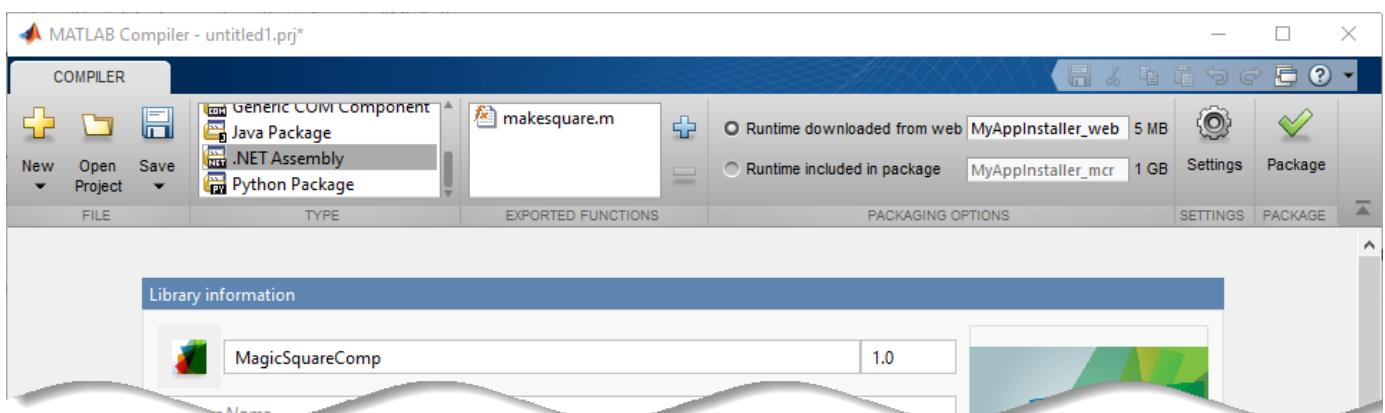 MATLAB Compiler - untitled1.prj*
COMPILER
New
Open Project
Save
FILE
Generic COM Component
Java Package
.NET Assembly
Python Package
TYPE
makesquare.m
EXPORTED FUNCTIONS
Runtime downloaded from web MyAppInstaller_web 5 MB
Runtime included in package MyAppInstaller_mcr 1 GB
PACKAGING OPTIONS
Settings
SETTINGS
Package
PACKAGE
Library information
MagicSquareComp 1.0
Name